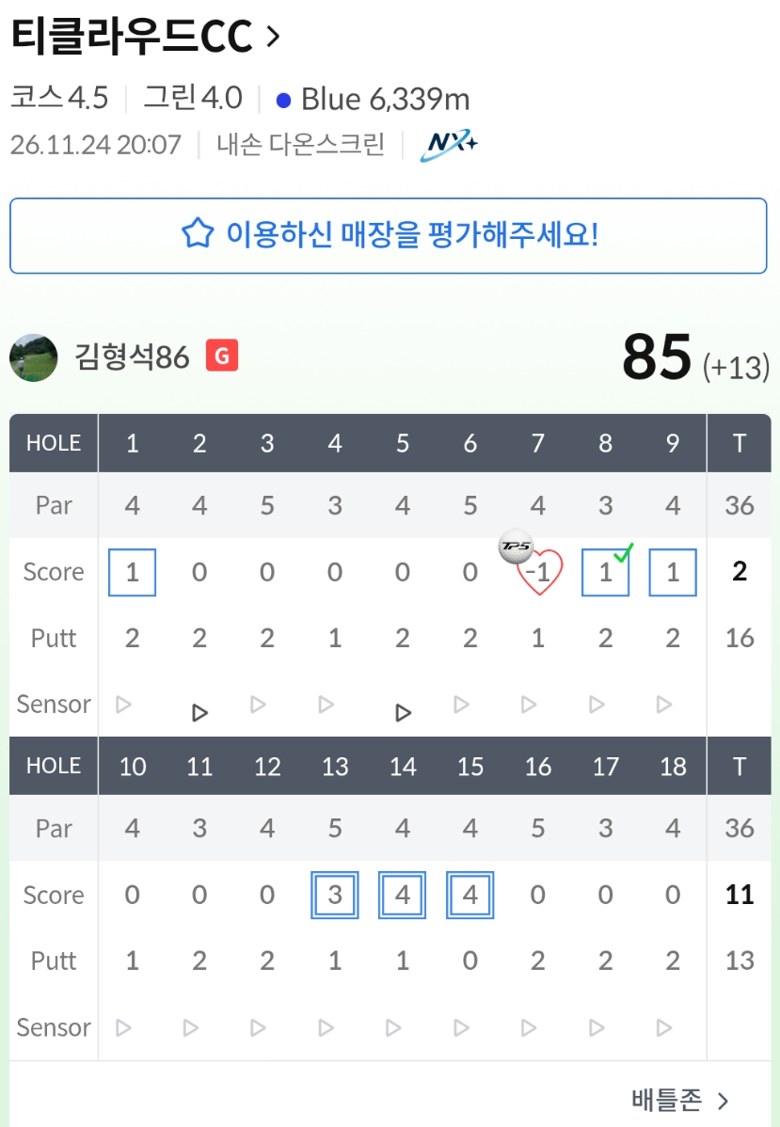 티클라우드CC >
코스 4.5 | 그린 4.0 | Blue 6,339m
26.11.24 20:07 | 내손 다온스크린 | NX+
이용하신 매장을 평가해주세요!
김형석86 G 85 (+13)
HOLE 1 2 3 4 5 6 7 8 9 T
Par 4 4 5 3 4 5 4 3 4 36
TP5
Score 1 0 0 0 0 0 -1 1 1 2
Putt 2 2 2 1 2 2 1 2 2 16
Sensor
HOLE 10 11 12 13 14 15 16 17 18 T
Par 4 3 4 5 4 4 5 3 4 36
Score 0 0 0 3 4 4 0 0 0 11
Putt 1 2 2 1 1 0 2 2 2 13
Sensor
배틀존 >